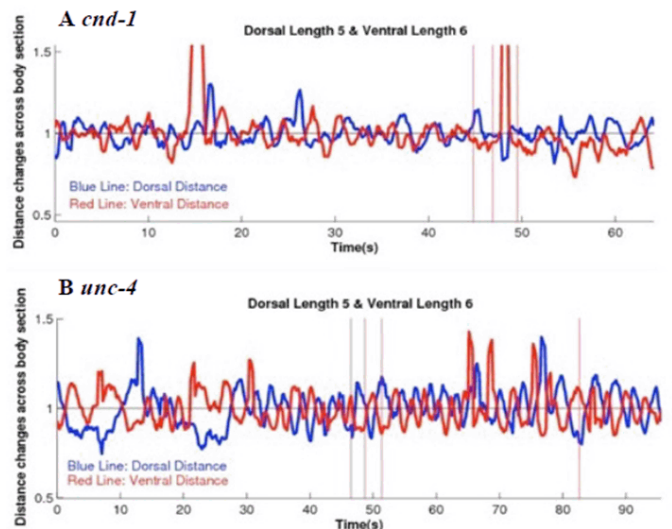 A cnd-1
Dorsal Length 5 & Ventral Length 6
Distance changes across body section
1.5
1
0.5
Blue Line: Dorsal Distance
Red Line: Ventral Distance
0 10 20 30 40 50 60
Time(s)
B unc-4
Dorsal Length 5 & Ventral Length 6
Distance changes across body section
1.5
1
0.5
Blue Line: Dorsal Distance
Red Line: Ventral Distance
0 10 20 30 40 50 60 70 80 90
Time(s)